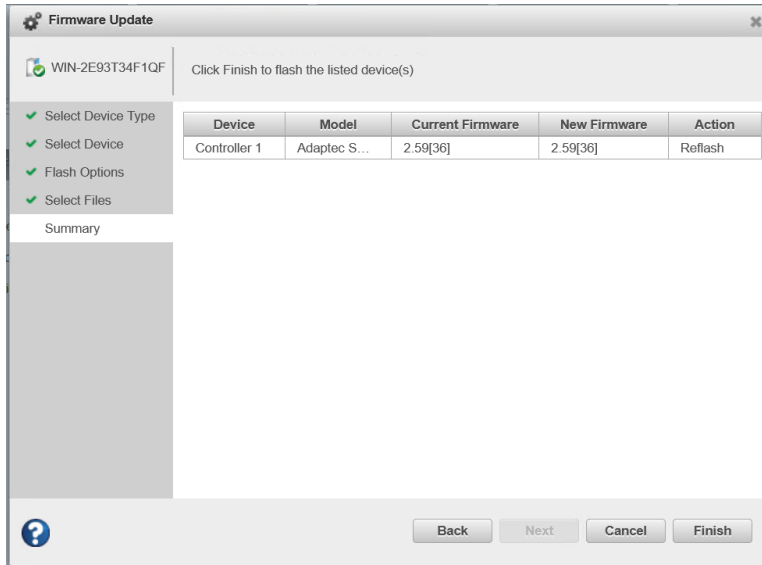 Firmware Update
WIN-2E93T34F1QF
Click Finish to flash the listed device(s)
Select Device Type
Select Device
Flash Options
Select Files
Summary
Device Model Current Firmware New Firmware Action
Controller 1 Adaptec S... 2.59[36] 2.59[36] Reflash
?
Back Next Cancel Finish